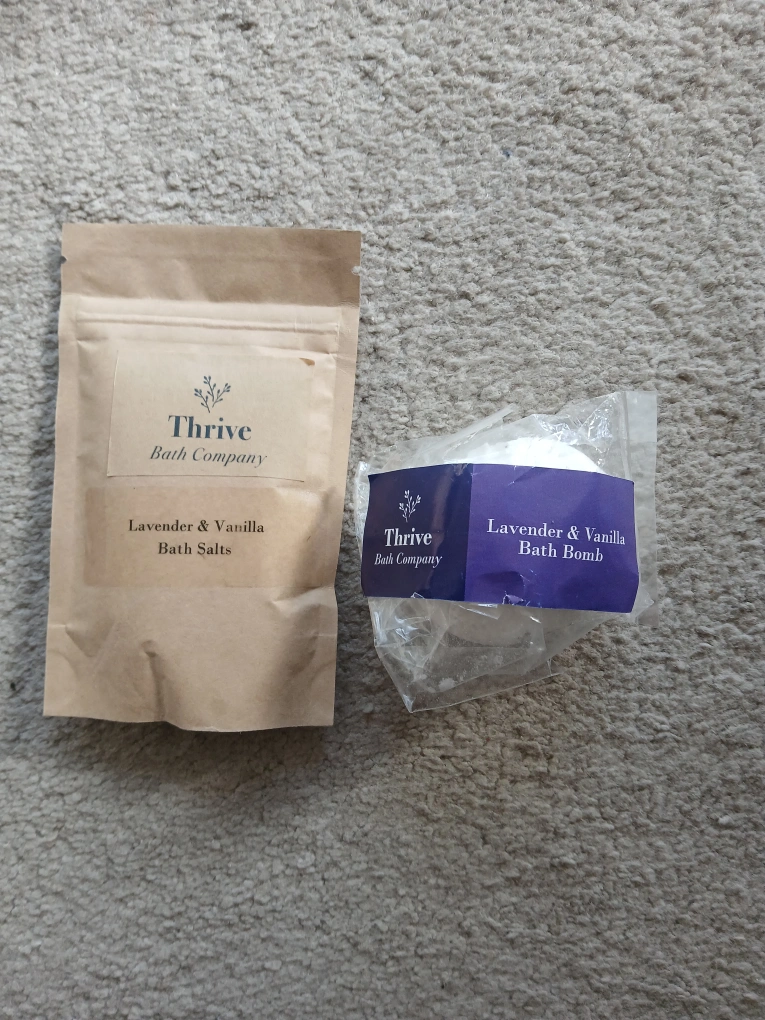 Thrive
Bath Company
Lavender & Vanilla
Bath Salts
Thrive
Bath Company
Lavender & Vanilla
Bath Bomb